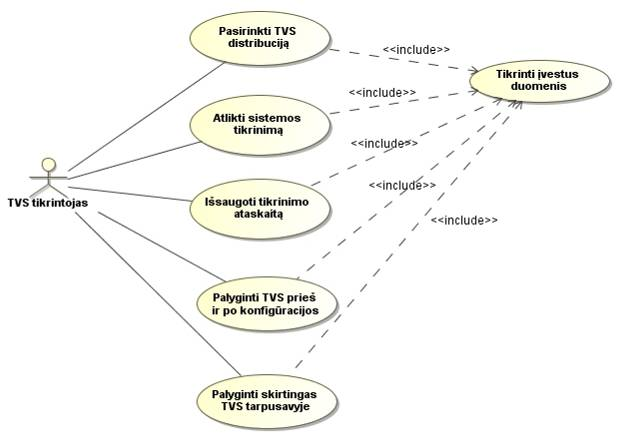 Pasirinkti TVS
distribuciją
<<include>>
Tikrinti įvestus
duomenis
<<include>>
Atlikti sistemos
tikrinimą
<<include>>
TVS tikrintojas
Išsaugoti tikrinimo
ataskaitą
<<include>>
<<include>>
Palyginti TVS prieš
ir po konfigūracijos
Palyginti skirtingas
TVS tarpusavyje